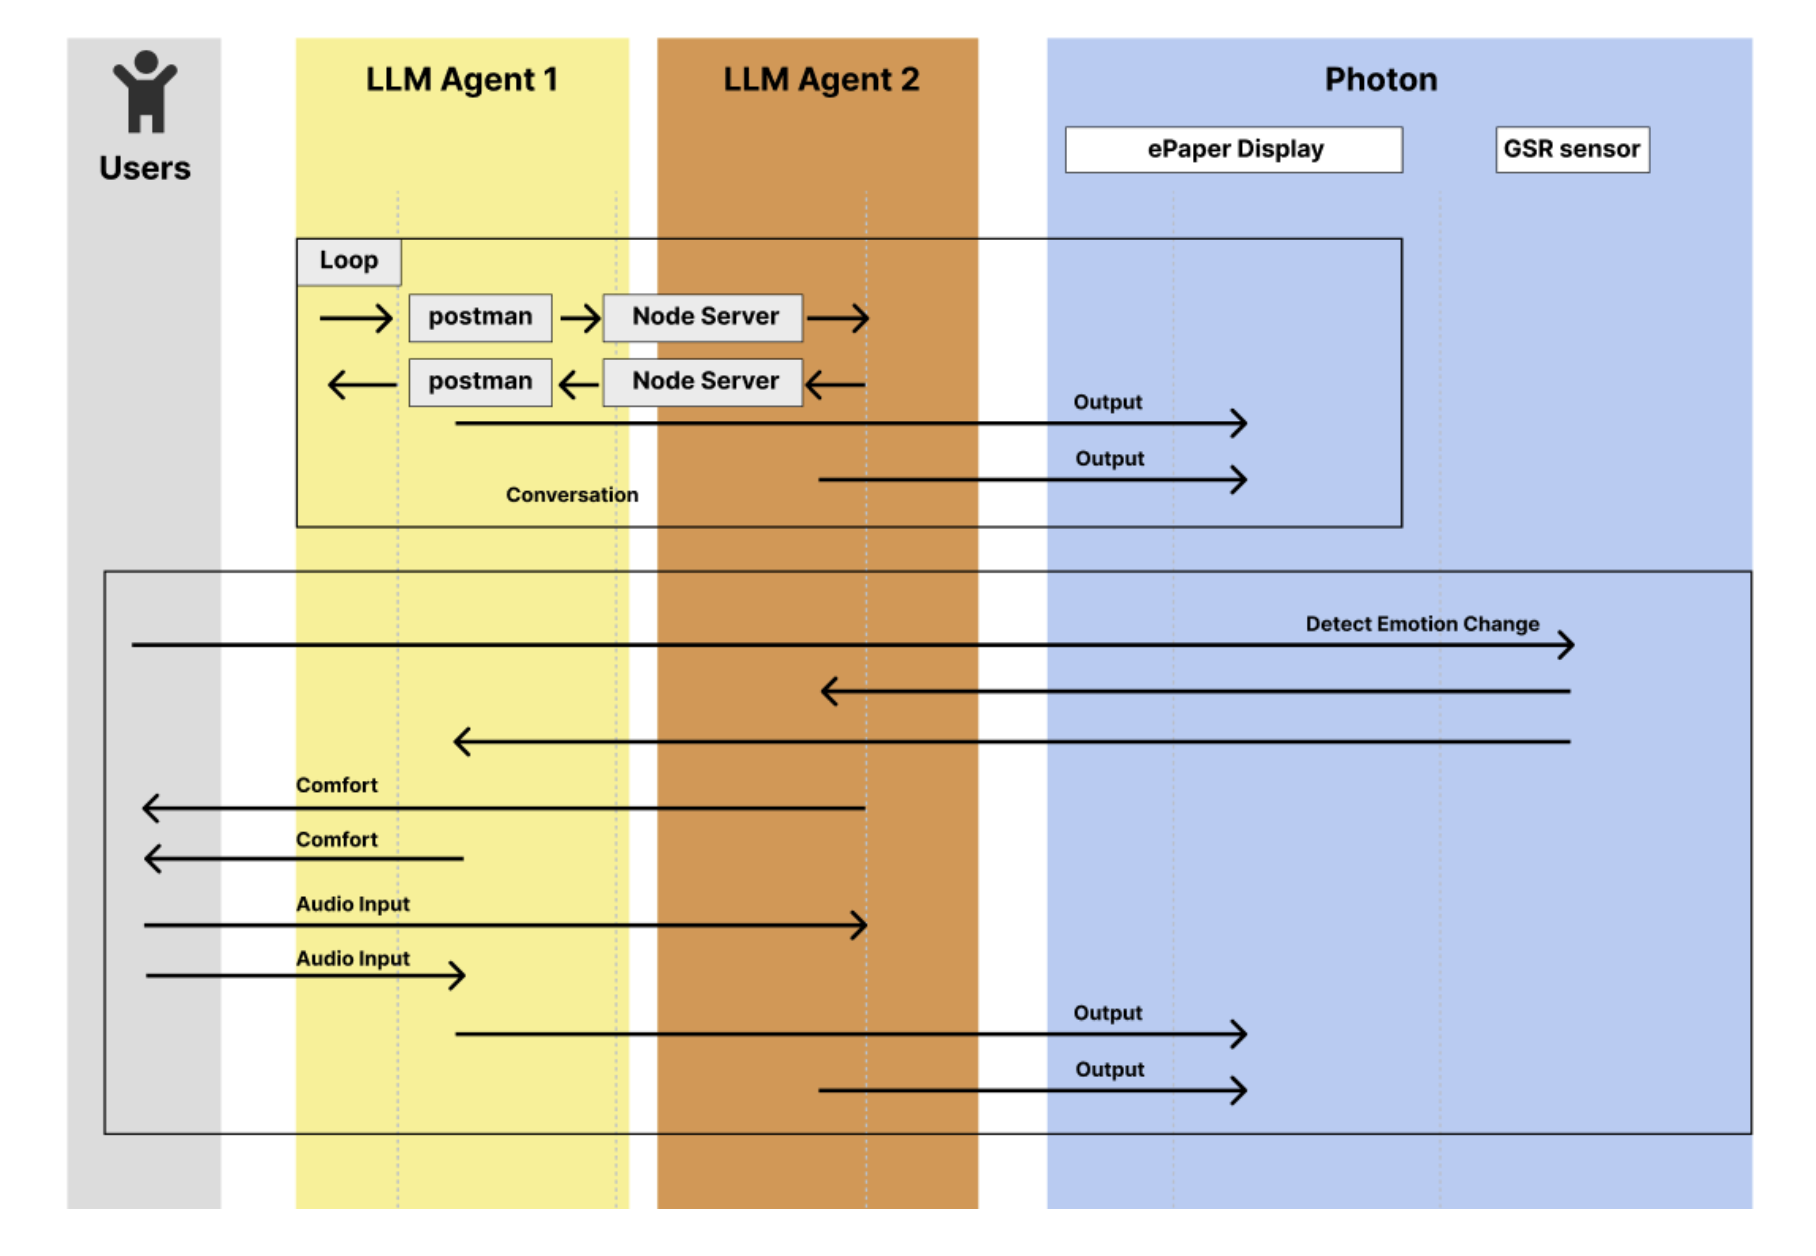 LLM Agent 1
LLM Agent 2
Photon
Users
ePaper Display
GSR sensor
Loop
postman
Node Server
postman
Node Server
Output
Output
Conversation
Detect Emotion Change
Comfort
Comfort
Audio Input
Audio Input
Output
Output